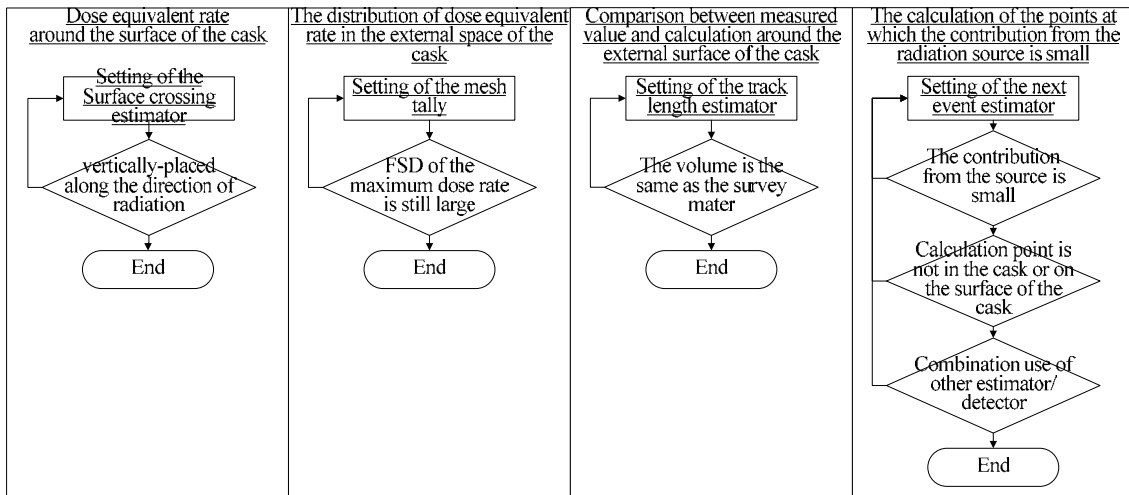 Dose equivalent rate
around the surface of the cask
Setting of the
Surface crossing
estimator
vertically-placed
along the direction of
radiation
End
The distribution of dose equivalent
rate in the external space of the
cask
Setting of the mesh
tally
FSD of the
maximum dose rate
is still large
End
Comparison between measured
value and calculation around the
external surface of the cask
Setting of the track
length estimator
The volume is the
same as the survey
mater
End
The calculation of the points at
which the contribution from the
radiation source is small
Setting of the next
event estimator
The contribution
from the source is
small
Calculation point is
not in the cask or on
the surface of the
cask
Combination use of
other estimator/
detector
End